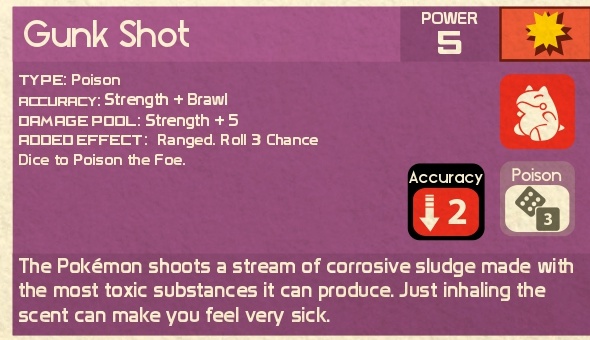 Gunk Shot
POWER
5
TYPE: Poison
ACCURACY: Strength + Brawl
DAMAGE POOL: Strength + 5
ADDED EFFECT: Ranged. Roll 3 Chance
Dice to Poison the Foe.
Accuracy
2
Poison
3
The Pokémon shoots a stream of corrosive sludge made with
the most toxic substances it can produce. Just inhaling the
scent can make you feel very sick.